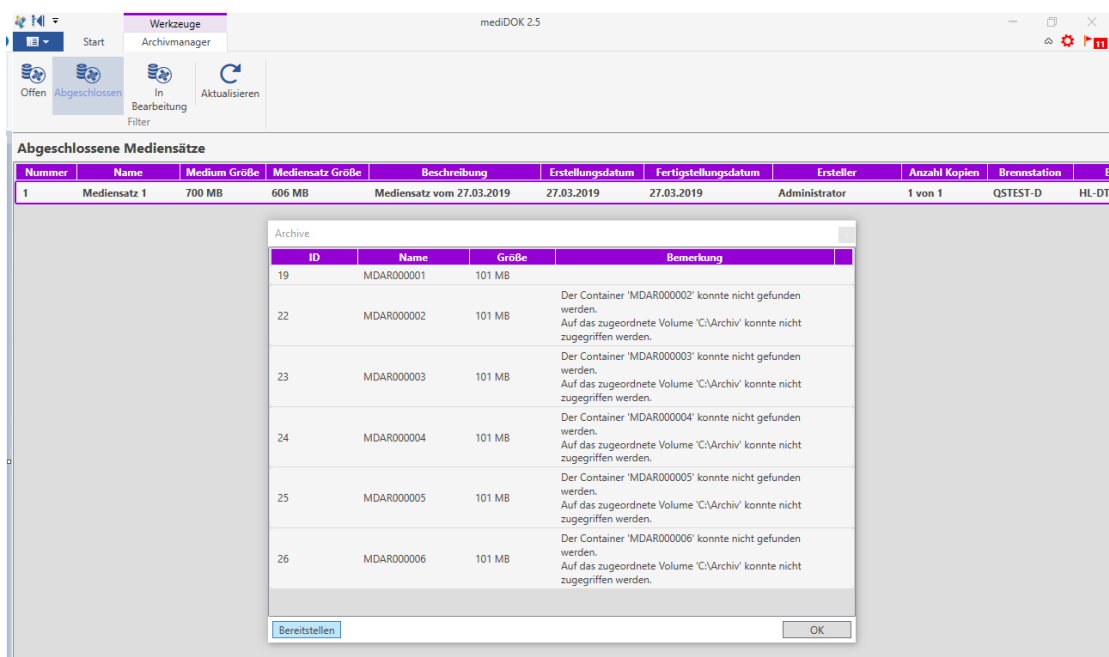 Werkzeuge
mediDOK 2.5
Start
Archivmanager
11
Offen
Abgeschlossen
In
Bearbeitung
Aktualisieren
Filter
Abgeschlossene Mediensätze
Nummer Name Medium Größe Mediensatz Größe Beschreibung Erstellungsdatum Fertigstellungsdatum Ersteller Anzahl Kopien Brennstation
1 Mediensatz 1 700 MB 606 MB Mediensatz vom 27.03.2019 27.03.2019 27.03.2019 Administrator 1 von 1 QSTEST-D HL-DT
Archive
ID Name Größe Bemerkung
19 MDAR000001 101 MB
22 MDAR000002 101 MB
Der Container 'MDAR000002' konnte nicht gefunden
werden.
Auf das zugeordnete Volume 'C:\Archiv' konnte nicht
zugegriffen werden.
23 MDAR000003 101 MB
Der Container 'MDAR000003' konnte nicht gefunden
werden.
Auf das zugeordnete Volume 'C:\Archiv' konnte nicht
zugegriffen werden.
24 MDAR000004 101 MB
Der Container 'MDAR000004' konnte nicht gefunden
werden.
Auf das zugeordnete Volume 'C:\Archiv' konnte nicht
zugegriffen werden.
25 MDAR000005 101 MB
Der Container 'MDAR000005' konnte nicht gefunden
werden.
Auf das zugeordnete Volume 'C:\Archiv' konnte nicht
zugegriffen werden.
26 MDAR000006 101 MB
Der Container 'MDAR000006' konnte nicht gefunden
werden.
Auf das zugeordnete Volume 'C:\Archiv' konnte nicht
zugegriffen werden.
Bereitstellen
OK